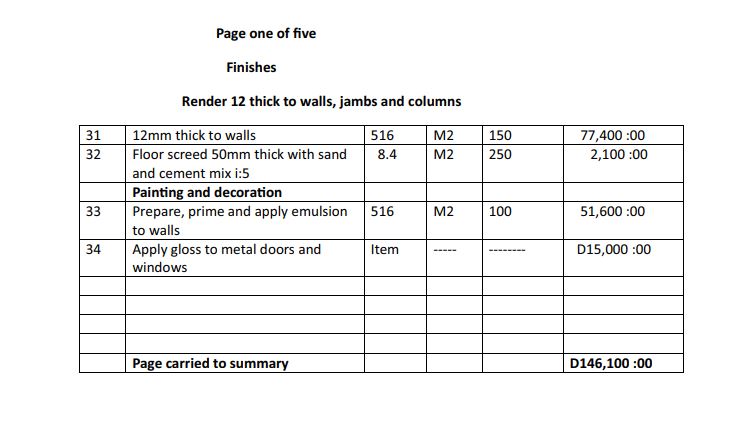 Page one of five
Finishes
Render 12 thick to walls, jambs and columns
31 12mm thick to walls 516 M2 150 77,400 :00
32 Floor screed 50mm thick with sand 8.4 M2 250 2,100 :00
and cement mix i:5
Painting and decoration
33 Prepare, prime and apply emulsion 516 M2 100 51,600 :00
to walls
34 Apply gloss to metal doors and Item ----- -------- D15,000 :00
windows
Page carried to summary D146,100 :00